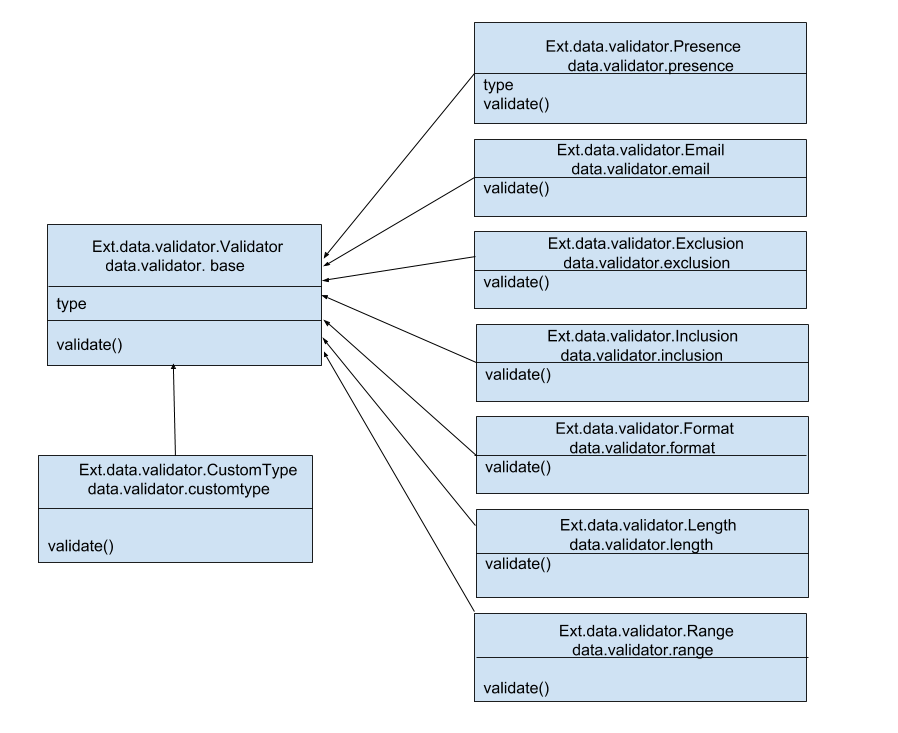 Ext.data.validator.Presence
data.validator.presence
type
validate()
Ext.data.validator.Email
data.validator.email
validate()
Ext.data.validator.Validator
data.validator. base
type
validate()
Ext.data.validator.Exclusion
data.validator.exclusion
validate()
Ext.data.validator.Inclusion
data.validator.inclusion
validate()
Ext.data.validator.Format
data.validator.format
validate()
Ext.data.validator.CustomType
data.validator.customtype
validate()
Ext.data.validator.Length
data.validator.length
validate()
Ext.data.validator.Range
data.validator.range
validate()